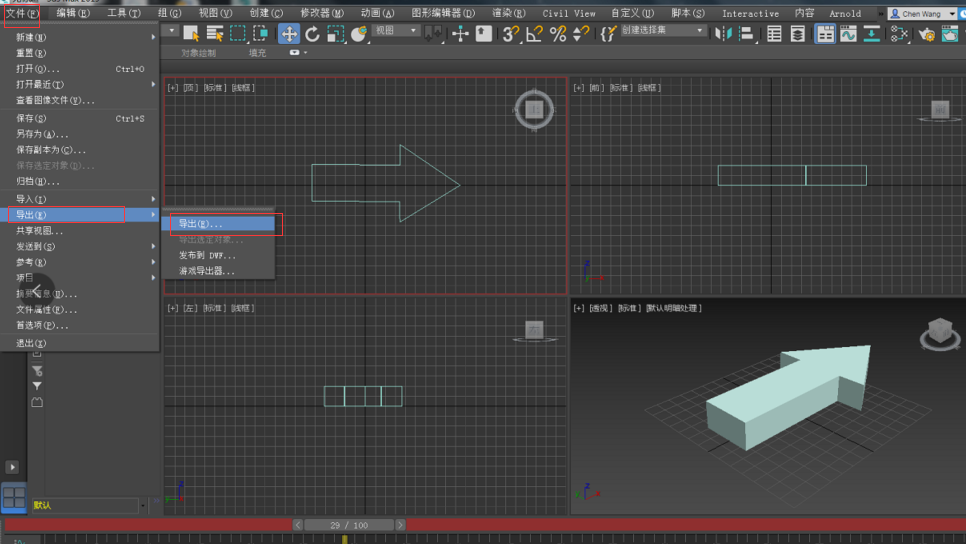 文件(F) 编辑(E) 工具(T) 组(G) 视图(V) 创建(C) 修改器(M) 动画(A) 图形编辑器(D) 渲染(R) Civil View 自定义(U) 脚本(S) Interactive 内容 Arnold Chen Wang
视图 创建选择集
对象绘制 填充
新建(N)
重置(R)
打开(O)... Ctrl+O
打开最近(T)
查看图像文件(V)...
保存(S) Ctrl+S
另存为(A)...
保存副本为(C)...
保存选定对象(D)...
归档(H)...
导入(I)
导出(E)
共享视图...
发送到(S)
参考(R)
项目
摘要信息(U)...
文件属性(P)...
首选项(P)...
退出(X)
导出(E)...
导出选定对象...
发布到 DWF...
游戏导出器...
[+] [顶] [标准] [线框]
[+] [前] [标准] [线框]
[+] [左] [标准] [线框]
[+] [透视] [标准] [默认明暗处理]
默认
29 / 100